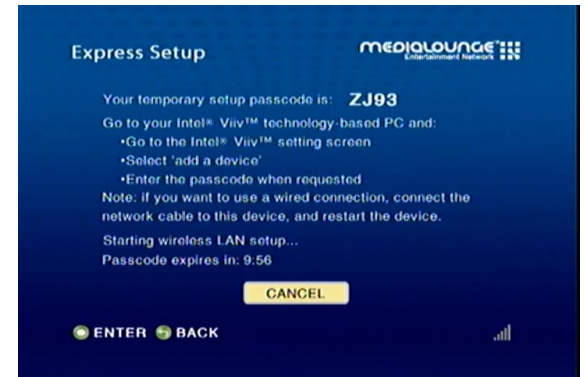 Express Setup
MEDIALOUNGE™
Entertainment Network
Your temporary setup passcode is: ZJ93
Go to your Intel® Viiv™ technology-based PC and:
•Go to the Intel® Viiv™ setting screen
•Select 'add a device'
•Enter the passcode when requested
Note: if you want to use a wired connection, connect the
network cable to this device, and restart the device.
Starting wireless LAN setup...
Passcode expires in: 9:56
CANCEL
ENTER BACK